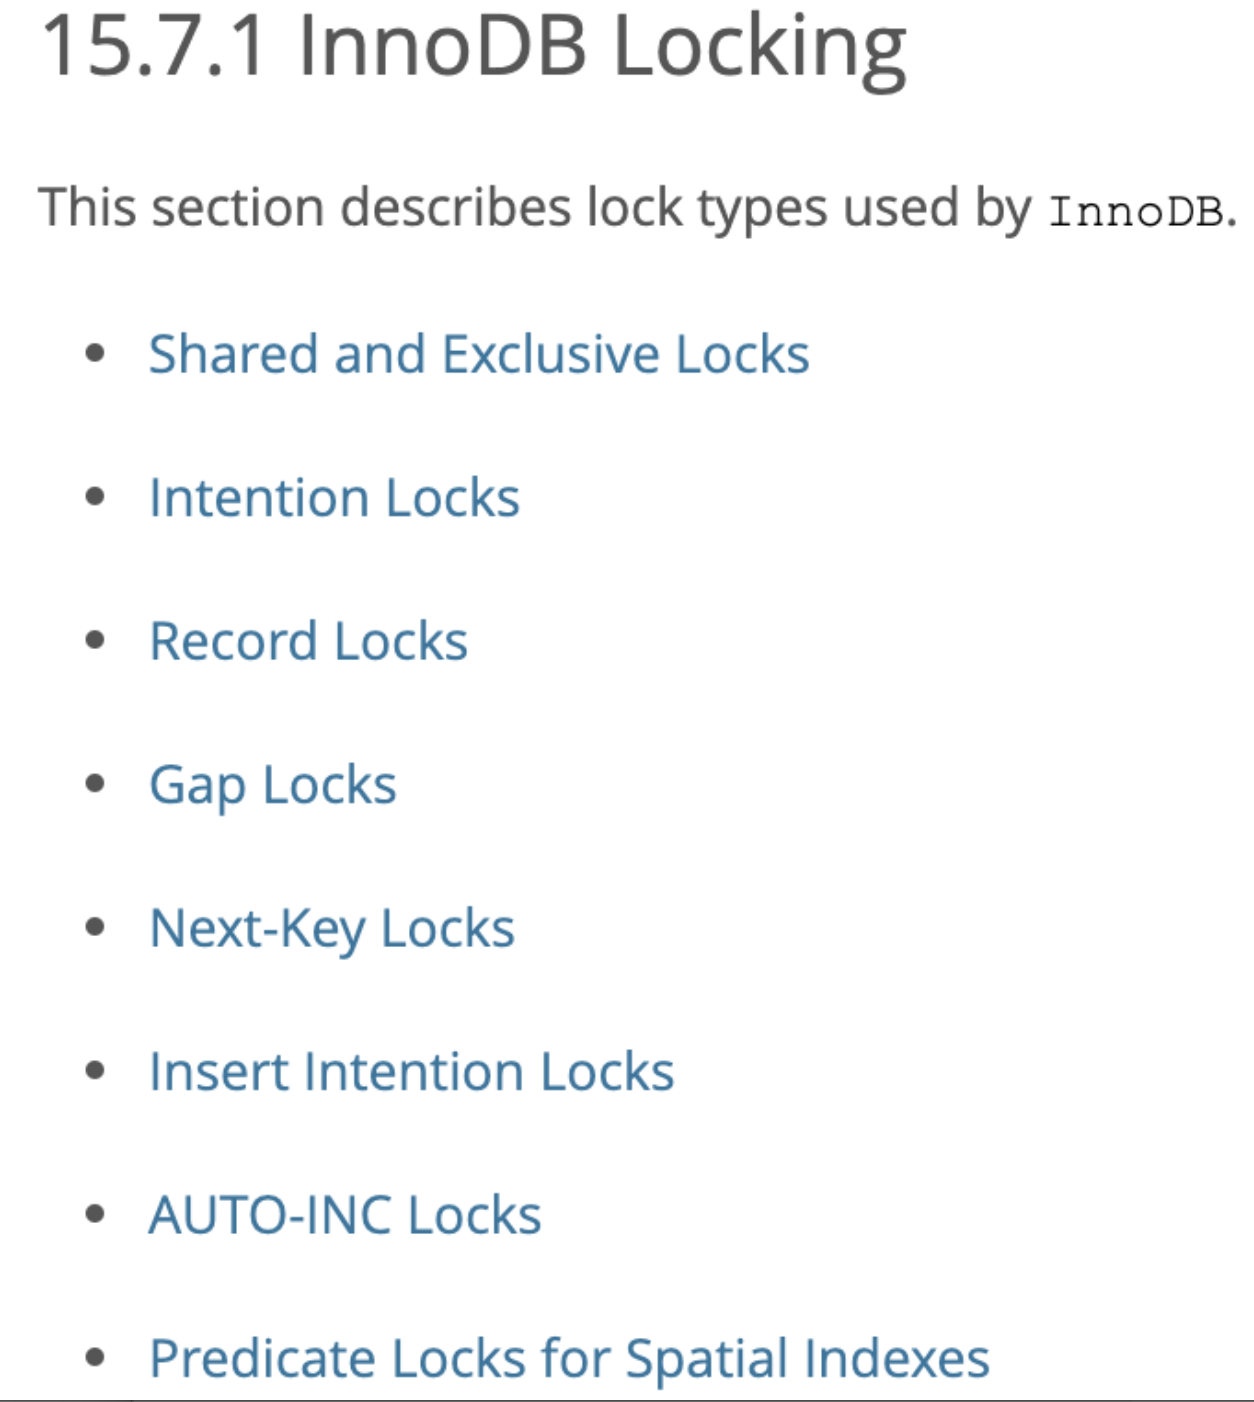 15.7.1 InnoDB Locking
This section describes lock types used by InnoDB.
• Shared and Exclusive Locks
• Intention Locks
• Record Locks
• Gap Locks
• Next-Key Locks
• Insert Intention Locks
• AUTO-INC Locks
• Predicate Locks for Spatial Indexes